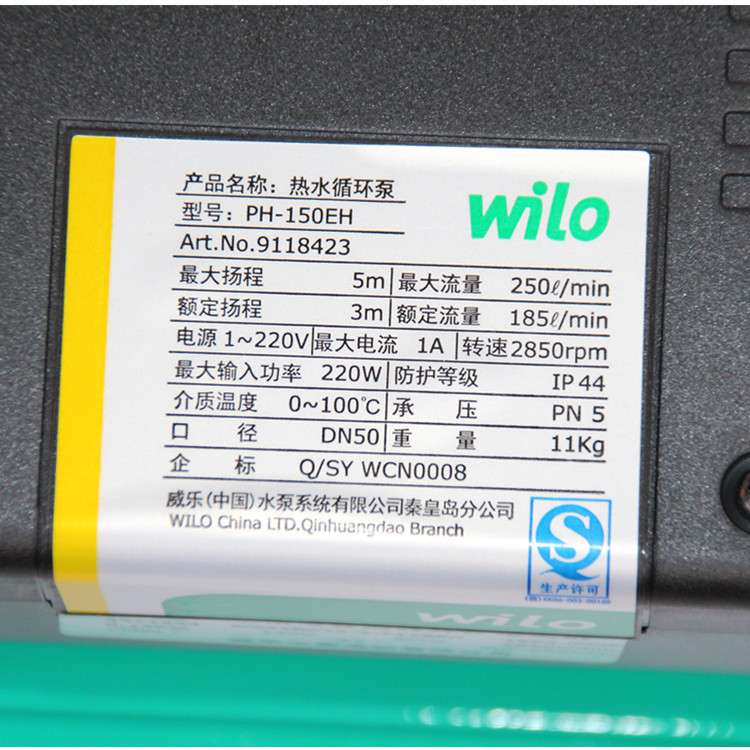 产品名称：热水循环泵
wilo
型号：PH-150EH
Art.No.9118423
最大扬程 5m 最大流量 250ℓ/min
额定扬程 3m 额定流量 185ℓ/min
电源 1~220V 最大电流 1A 转速 2850rpm
最大输入功率 220W 防护等级 IP 44
介质温度 0~100℃ 承 压 PN 5
口 径 DN50 重 量 11Kg
企 标 Q/SY WCN0008
威乐(中国)水泵系统有限公司秦皇岛分公司
WILO China LTD.Qinhuangdao Branch
生产许可
wilo